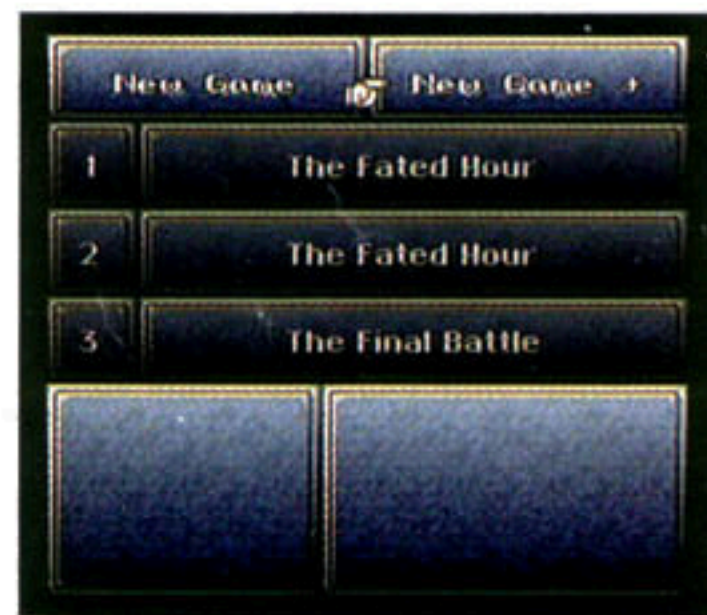 New Game New Game +
1 The Fated Hour
2 The Fated Hour
3 The Final Battle